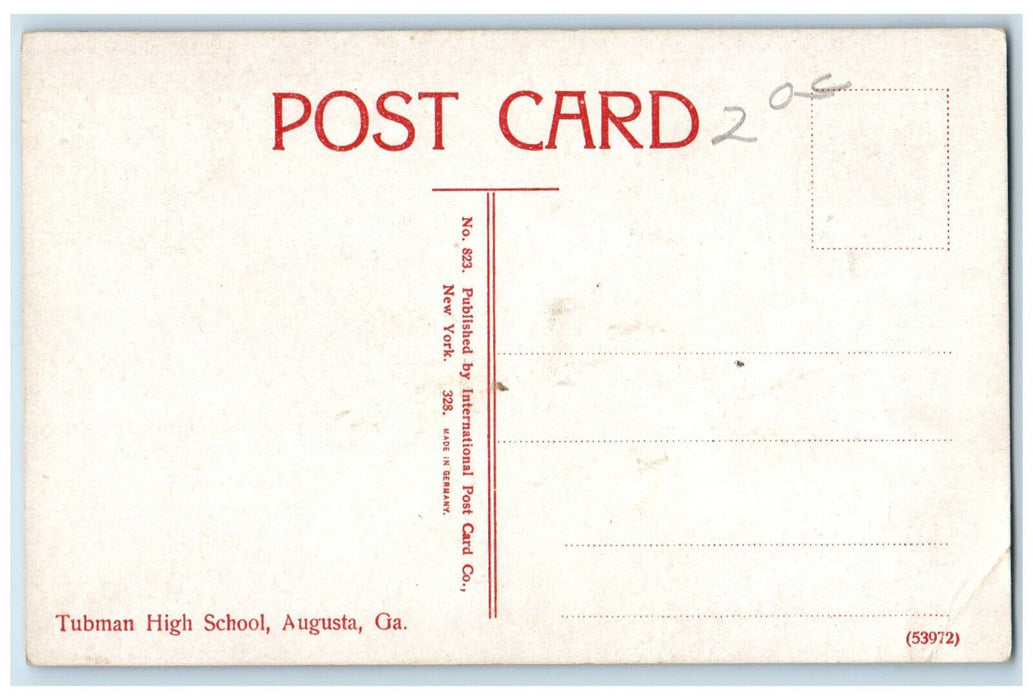 POST CARD
2 00
No. 823. Published by International Post Card Co.,
New York. 328. MADE IN GERMANY.
Tubman High School, Augusta, Ga.
(53972)